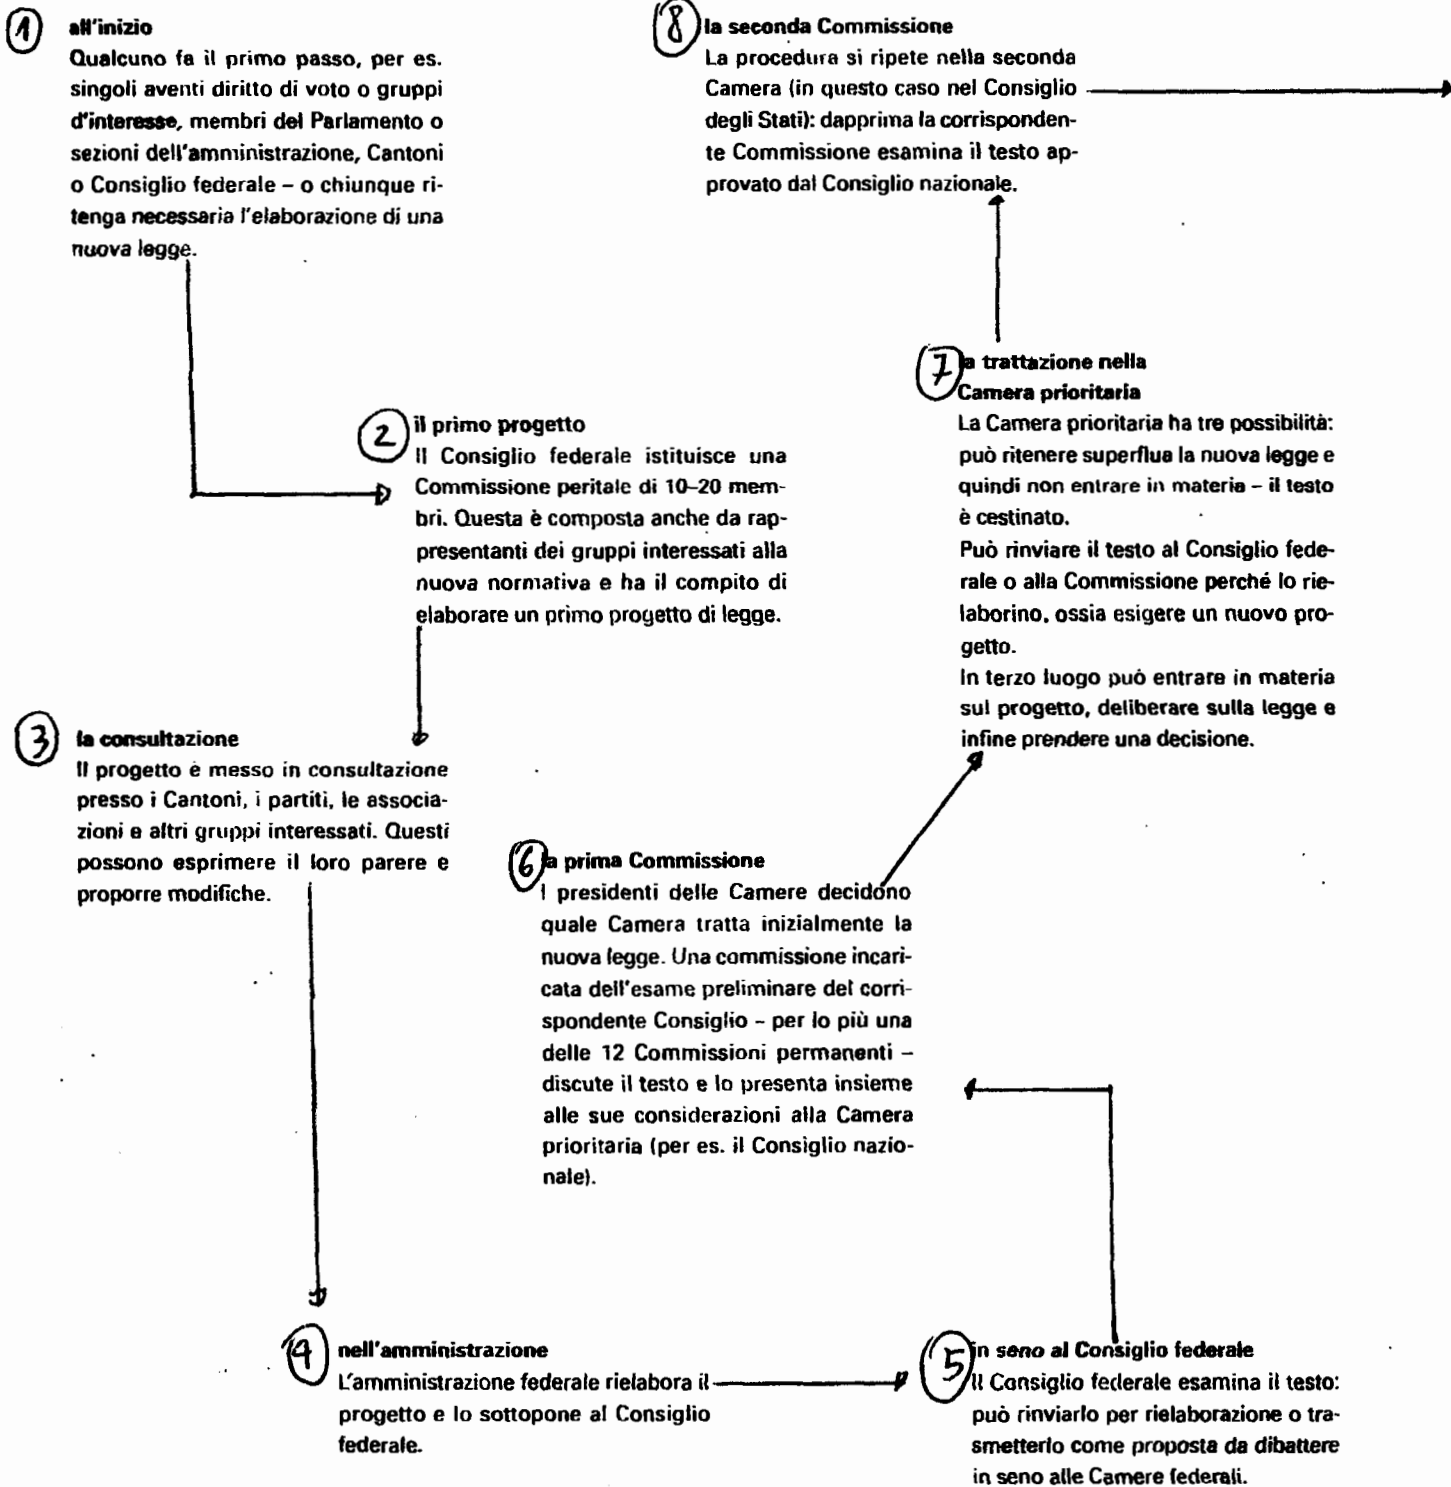 1
all'inizio
Qualcuno fa il primo passo, per es.
singoli aventi diritto di voto o gruppi
d'interesse, membri del Parlamento o
sezioni dell'amministrazione, Cantoni
o Consiglio federale – o chiunque ri-
tenga necessaria l'elaborazione di una
nuova legge.
2
il primo progetto
Il Consiglio federale istituisce una
Commissione peritale di 10–20 mem-
bri. Questa è composta anche da rap-
presentanti dei gruppi interessati alla
nuova normativa e ha il compito di
elaborare un primo progetto di legge.
3
la consultazione
Il progetto è messo in consultazione
presso i Cantoni, i partiti, le associa-
zioni e altri gruppi interessati. Questi
possono esprimere il loro parere e
proporre modifiche.
4
nell'amministrazione
L'amministrazione federale rielabora il
progetto e lo sottopone al Consiglio
federale.
5
in seno al Consiglio federale
Il Consiglio federale esamina il testo:
può rinviarlo per rielaborazione o tra-
smetterlo come proposta da dibattere
in seno alle Camere federali.
6
la prima Commissione
I presidenti delle Camere decidono
quale Camera tratta inizialmente la
nuova legge. Una commissione incari-
cata dell'esame preliminare del corri-
spondente Consiglio – per lo più una
delle 12 Commissioni permanenti –
discute il testo e lo presenta insieme
alle sue considerazioni alla Camera
prioritaria (per es. il Consiglio nazio-
nale).
7
la trattazione nella
Camera prioritaria
La Camera prioritaria ha tre possibilità:
può ritenere superflua la nuova legge e
quindi non entrare in materia – il testo
è cestinato.
Può rinviare il testo al Consiglio fede-
rale o alla Commissione perché lo rie-
laborino, ossia esigere un nuovo pro-
getto.
In terzo luogo può entrare in materia
sul progetto, deliberare sulla legge e
infine prendere una decisione.
8
la seconda Commissione
La procedura si ripete nella seconda
Camera (in questo caso nel Consiglio
degli Stati): dapprima la corrisponden-
te Commissione esamina il testo ap-
provato dal Consiglio nazionale.